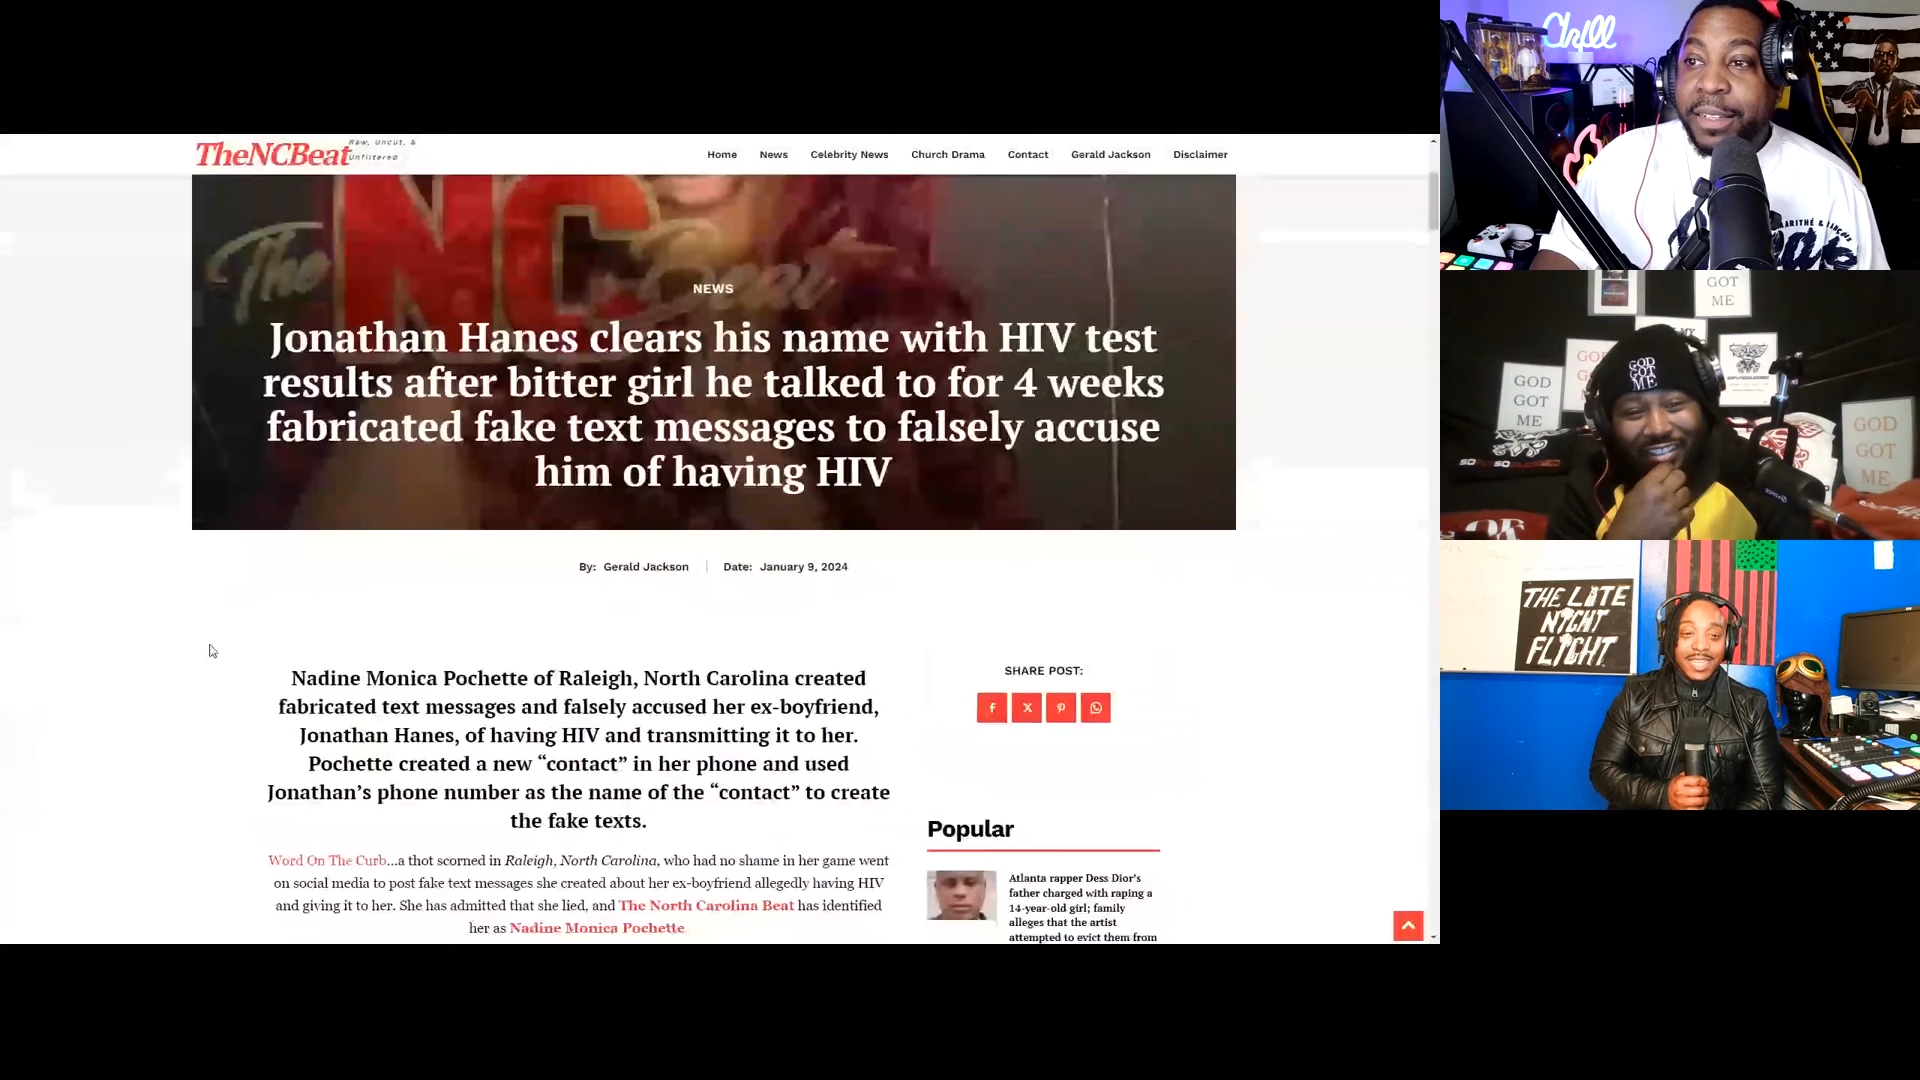 TheNCBeat
Raw, Uncut, &
Unfiltered
Home
News
Celebrity News
Church Drama
Contact
Gerald Jackson
Disclaimer
The NC Beat
NEWS
Jonathan Hanes clears his name with HIV test
results after bitter girl he talked to for 4 weeks
fabricated fake text messages to falsely accuse
him of having HIV
By: Gerald Jackson
Date: January 9, 2024
Nadine Monica Pochette of Raleigh, North Carolina created
fabricated text messages and falsely accused her ex-boyfriend,
Jonathan Hanes, of having HIV and transmitting it to her.
Pochette created a new “contact” in her phone and used
Jonathan’s phone number as the name of the “contact” to create
the fake texts.
Word On The Curb...a thot scorned in Raleigh, North Carolina, who had no shame in her game went
on social media to post fake text messages she created about her ex-boyfriend allegedly having HIV
and giving it to her. She has admitted that she lied, and The North Carolina Beat has identified
her as Nadine Monica Pochette
SHARE POST:
Popular
Atlanta rapper Dess Dior's
father charged with raping a
14-year-old girl; family
alleges that the artist
attempted to evict them from
Chill
MARITHÉ &
GOT
ME
GOD
GOT
ME
GOD
GOT
ME
GOD
GOT
ME
THE LATE
NIGHT
FLIGHT